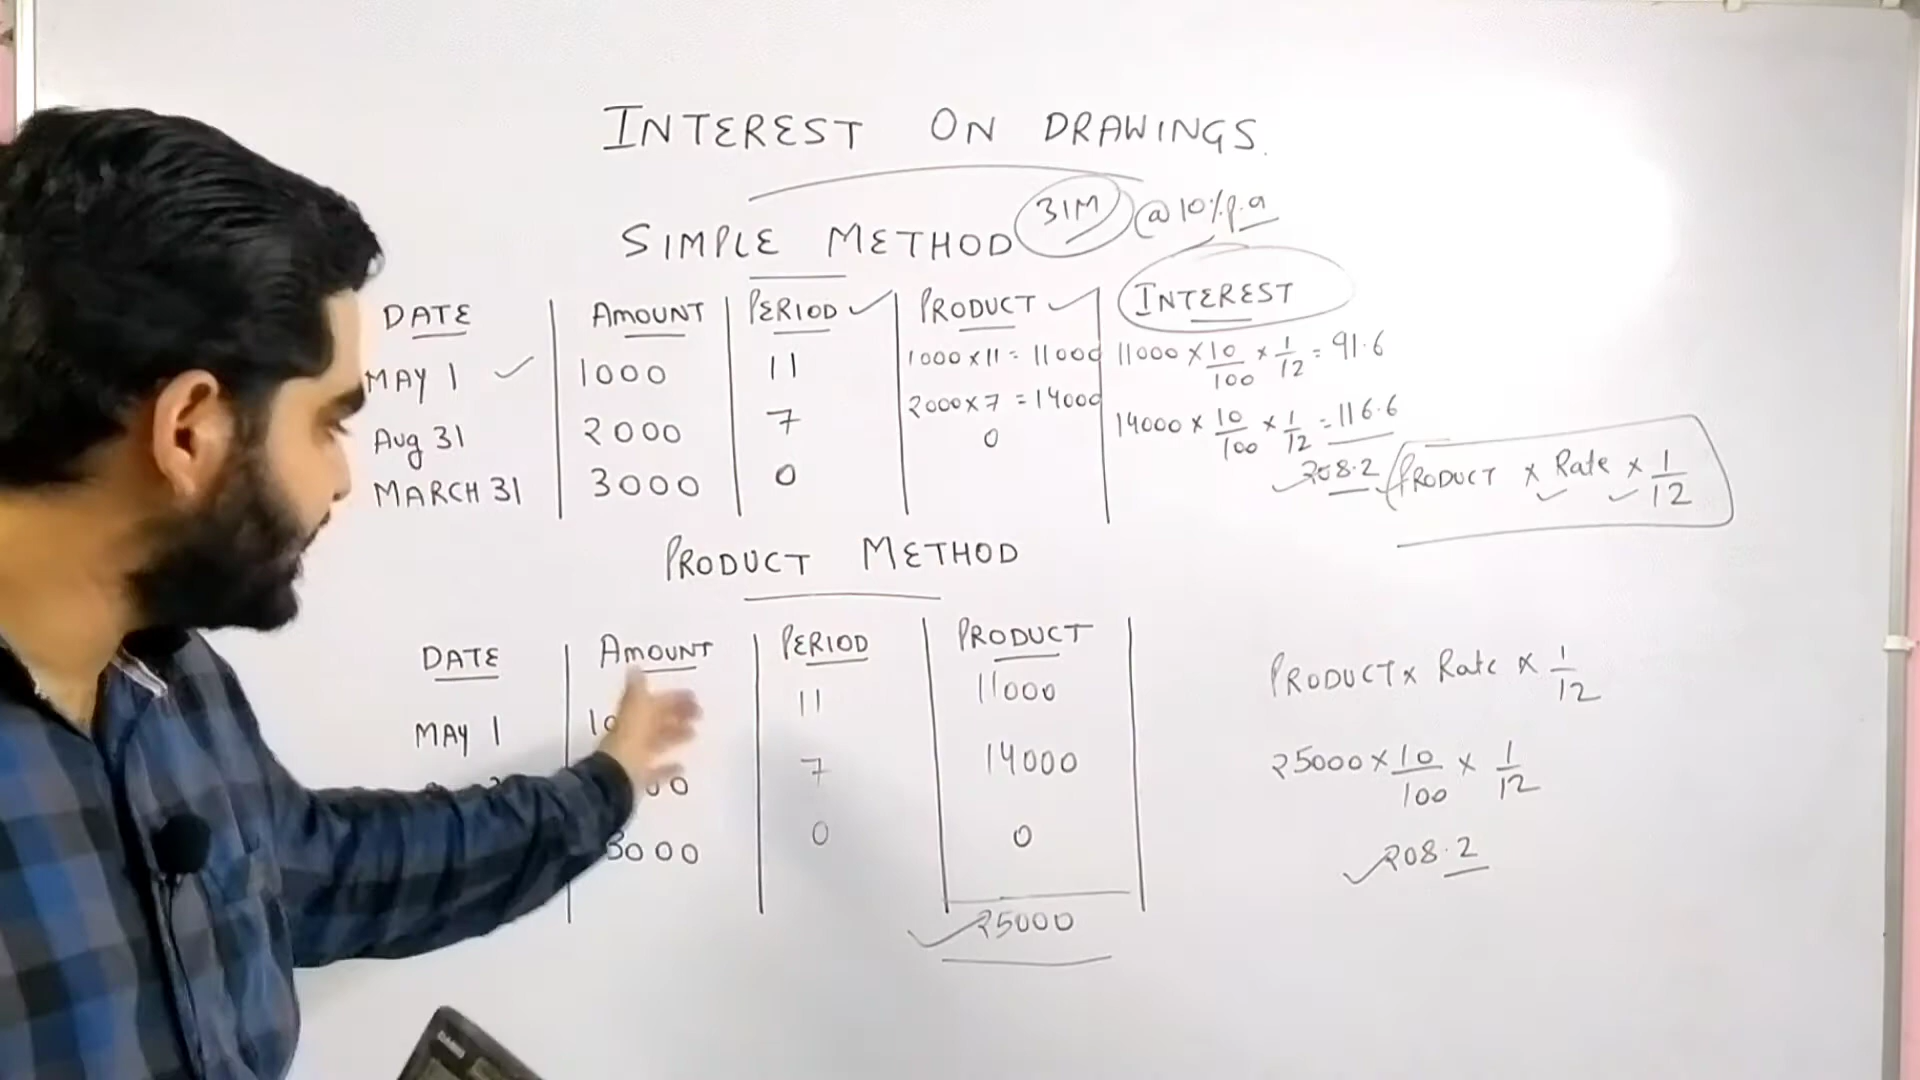 INTEREST ON DRAWINGS.
SIMPLE METHOD 31M @ 10% p.a
DATE AMOUNT PERIOD PRODUCT INTEREST
MAY 1 1000 11 1000 × 11 = 11000 11000 × 10/100 × 1/12 = 91.6
Aug 31 2000 7 2000 × 7 = 14000 14000 × 10/100 × 1/12 = 116.6
MARCH 31 3000 0 0 208.2
PRODUCT × Rate × 1/12
PRODUCT METHOD
DATE AMOUNT PERIOD PRODUCT
MAY 1 11 11000
7 14000
3000 0 0
25000
PRODUCT × Rate × 1/12
25000 × 10/100 × 1/12
208.2
CASIO